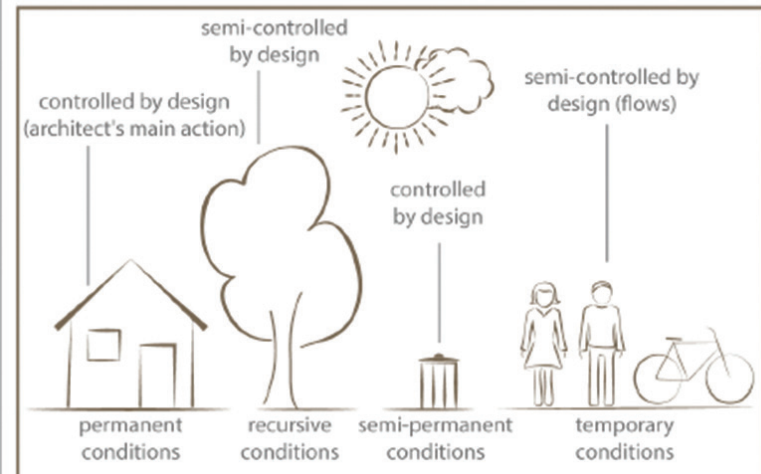 semi-controlled
by design
controlled by design
(architect's main action)
semi-controlled by
design (flows)
controlled
by design
permanent
conditions
recursive
conditions
semi-permanent
conditions
temporary
conditions